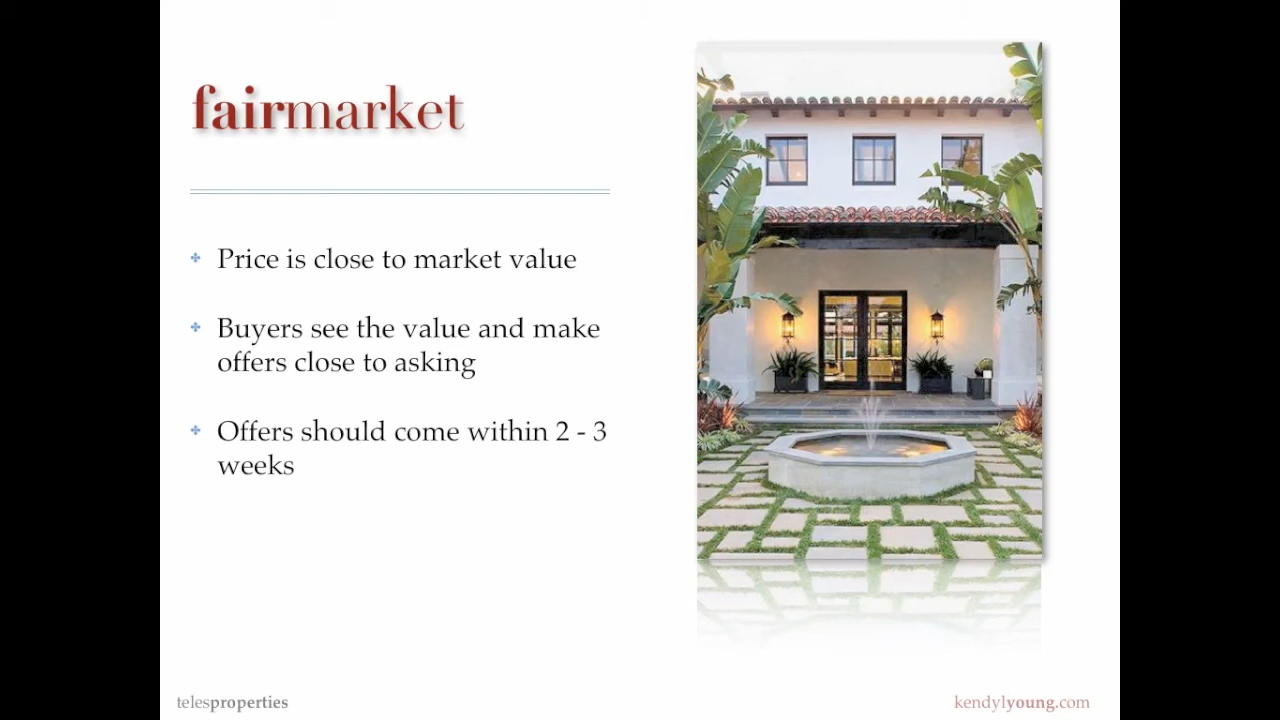 fairmarket
Price is close to market value
Buyers see the value and make
offers close to asking
Offers should come within 2 - 3
weeks
telesproperties
kendylyoung.com